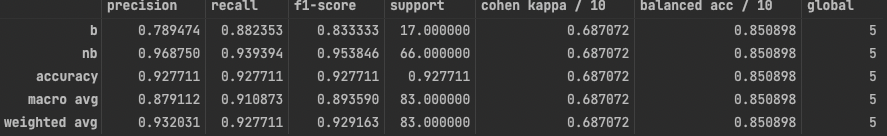 precision recall f1-score support cohen kappa / 10 balanced acc / 10 global
b 0.789474 0.882353 0.833333 17.000000 0.687072 0.850898 5
nb 0.968750 0.939394 0.953846 66.000000 0.687072 0.850898 5
accuracy 0.927711 0.927711 0.927711 0.927711 0.687072 0.850898 5
macro avg 0.879112 0.910873 0.893590 83.000000 0.687072 0.850898 5
weighted avg 0.932031 0.927711 0.929163 83.000000 0.687072 0.850898 5